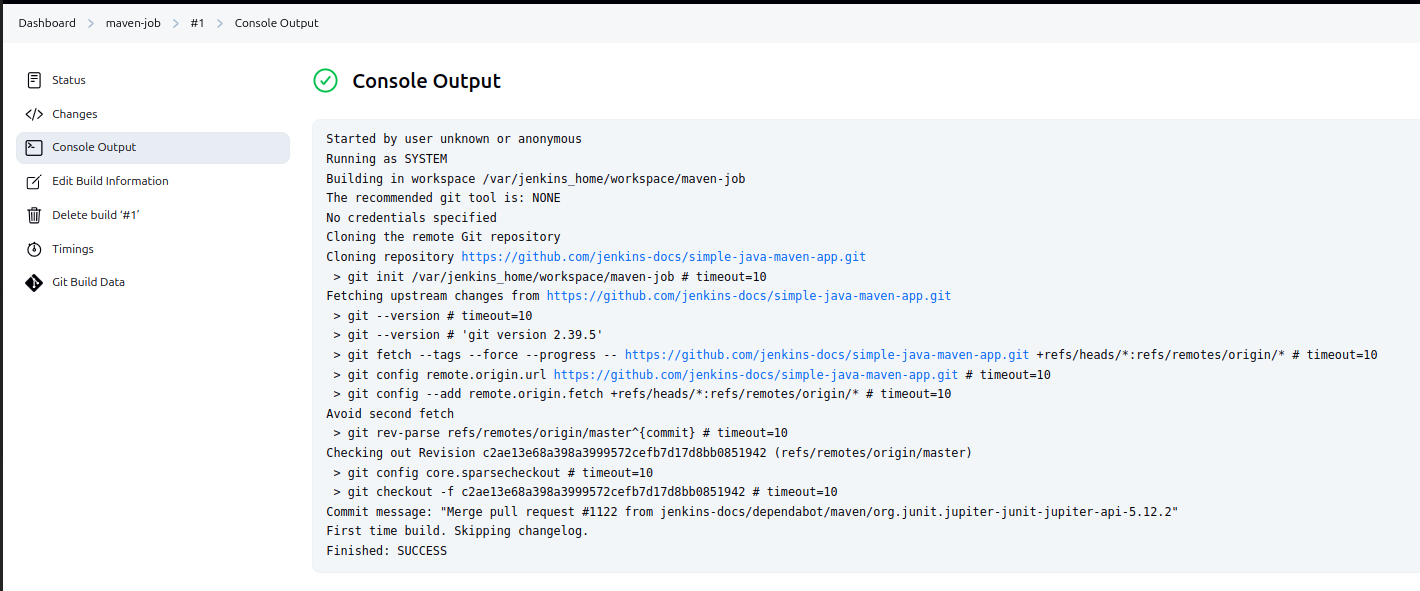 Dashboard > maven-job > #1 > Console Output
Status
Changes
Console Output
Edit Build Information
Delete build ‘#1’
Timings
Git Build Data
Console Output
Started by user unknown or anonymous
Running as SYSTEM
Building in workspace /var/jenkins_home/workspace/maven-job
The recommended git tool is: NONE
No credentials specified
Cloning the remote Git repository
Cloning repository https://github.com/jenkins-docs/simple-java-maven-app.git
 > git init /var/jenkins_home/workspace/maven-job # timeout=10
Fetching upstream changes from https://github.com/jenkins-docs/simple-java-maven-app.git
 > git --version # timeout=10
 > git --version # 'git version 2.39.5'
 > git fetch --tags --force --progress -- https://github.com/jenkins-docs/simple-java-maven-app.git +refs/heads/*:refs/remotes/origin/* # timeout=10
 > git config remote.origin.url https://github.com/jenkins-docs/simple-java-maven-app.git # timeout=10
 > git config --add remote.origin.fetch +refs/heads/*:refs/remotes/origin/* # timeout=10
Avoid second fetch
 > git rev-parse refs/remotes/origin/master^{commit} # timeout=10
Checking out Revision c2ae13e68a398a3999572cefb7d17d8bb0851942 (refs/remotes/origin/master)
 > git config core.sparsecheckout # timeout=10
 > git checkout -f c2ae13e68a398a3999572cefb7d17d8bb0851942 # timeout=10
Commit message: "Merge pull request #1122 from jenkins-docs/dependabot/maven/org.junit.jupiter-junit-jupiter-api-5.12.2"
First time build. Skipping changelog.
Finished: SUCCESS